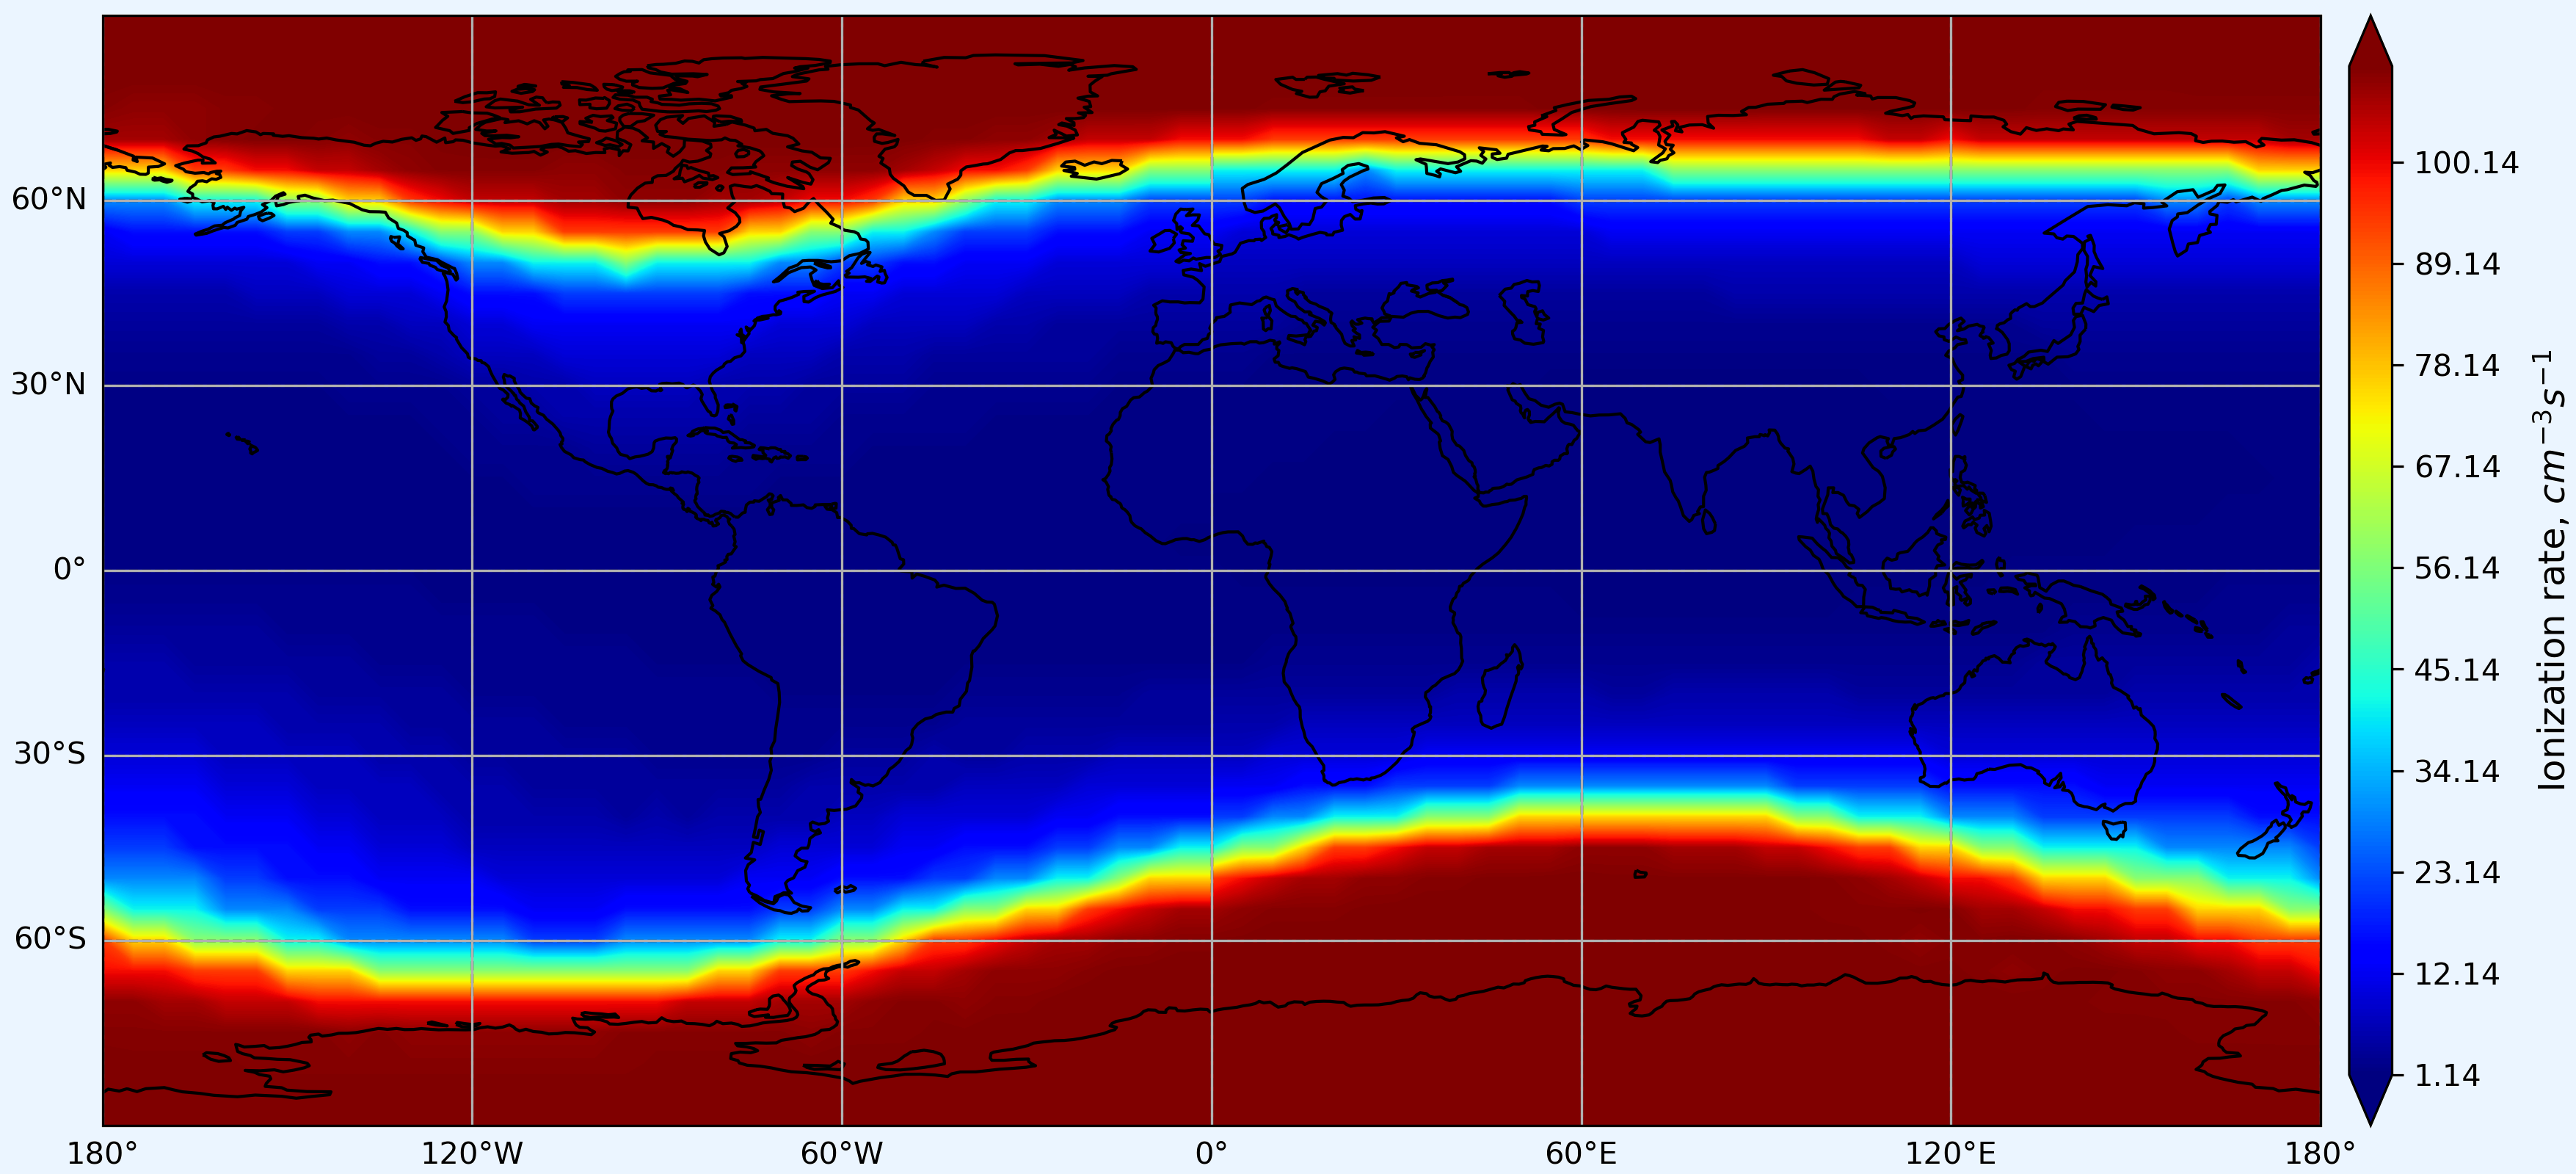 60°N
30°N
0°
30°S
60°S
180°
120°W
60°W
0°
60°E
120°E
180°
100.14
89.14
78.14
67.14
56.14
45.14
34.14
23.14
12.14
1.14
Ionization rate, cm⁻³s⁻¹